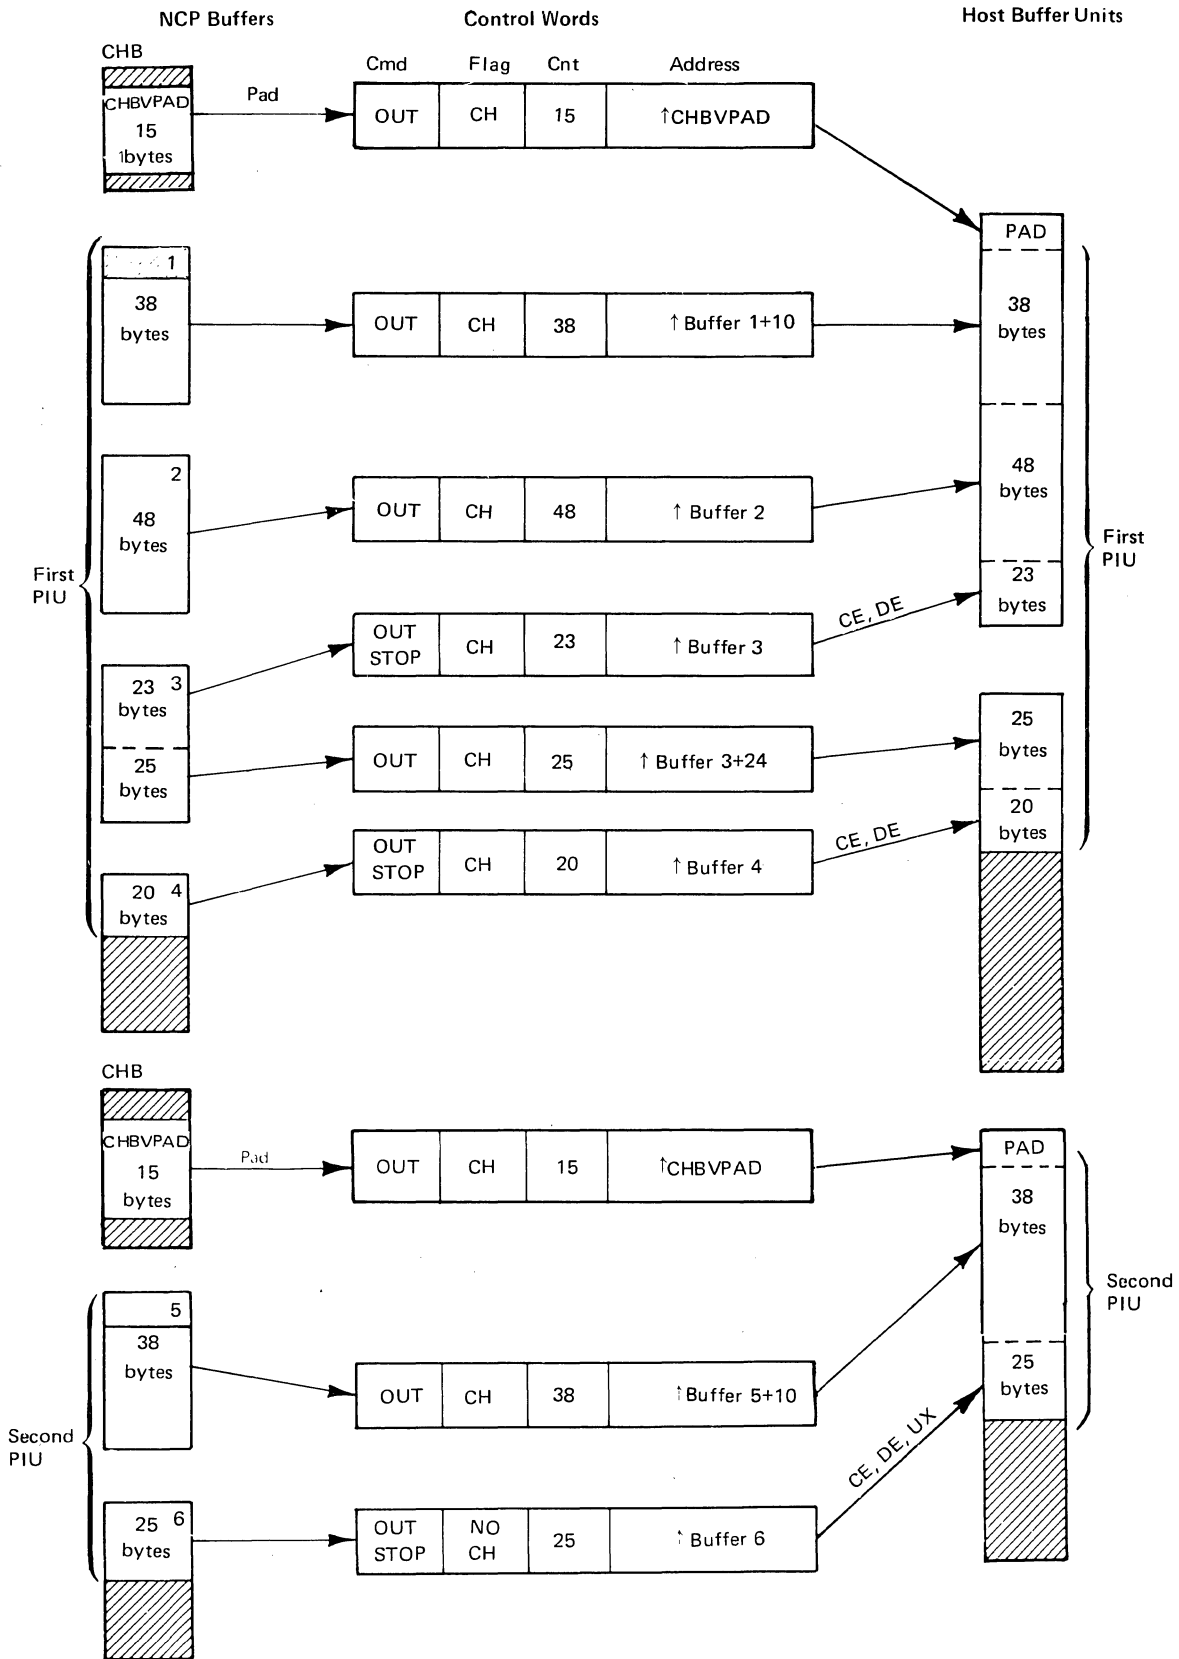 NCP Buffers
Control Words
Host Buffer Units
CHB
Cmd
Flag
Cnt
Address
CHBVPAD
15
1bytes
Pad
OUT
CH
15
↑CHBVPAD
PAD
1
38
bytes
OUT
CH
38
↑ Buffer 1+10
38
bytes
2
48
bytes
OUT
CH
48
↑ Buffer 2
48
bytes
First
PIU
First
PIU
OUT
STOP
CH
23
↑ Buffer 3
CE, DE
23
bytes
23
3
bytes
25
bytes
OUT
CH
25
↑ Buffer 3+24
25
bytes
20
4
bytes
OUT
STOP
CH
20
↑ Buffer 4
CE, DE
20
bytes
CHB
CHBVPAD
15
bytes
Pad
OUT
CH
15
↑CHBVPAD
PAD
38
bytes
5
38
bytes
OUT
CH
38
↑Buffer 5+10
Second
PIU
25
bytes
Second
PIU
25
6
bytes
OUT
STOP
NO
CH
25
↑ Buffer 6
CE, DE, UX